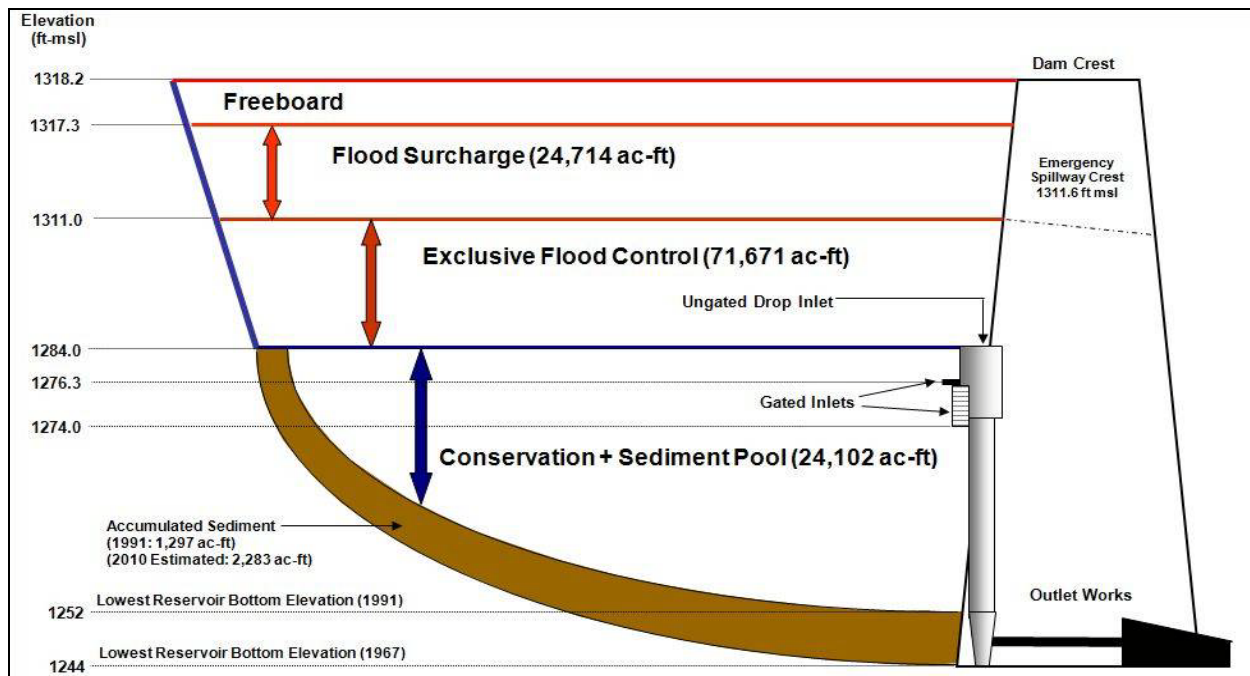 Elevation
(ft-msl)
Dam Crest
1318.2
Freeboard
1317.3
Flood Surcharge (24,714 ac-ft)
Emergency
Spillway Crest
1311.6 ft msl
1311.0
Exclusive Flood Control (71,671 ac-ft)
Ungated Drop Inlet
1284.0
1276.3
Gated Inlets
1274.0
Conservation + Sediment Pool (24,102 ac-ft)
Accumulated Sediment
(1991: 1,297 ac-ft)
(2010 Estimated: 2,283 ac-ft)
Lowest Reservoir Bottom Elevation (1991)
Outlet Works
1252
Lowest Reservoir Bottom Elevation (1967)
1244